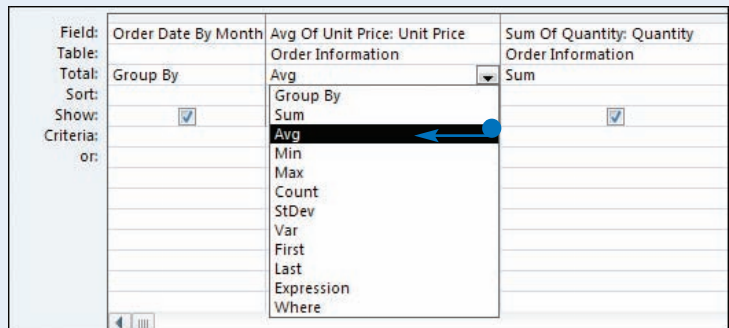 Field: Order Date By Month Avg Of Unit Price: Unit Price Sum Of Quantity: Quantity
Table: Order Information Order Information
Total: Group By Avg Sum
Sort: Group By
Show: Sum
Criteria: Avg
or: Min
Max
Count
StDev
Var
First
Last
Expression
Where